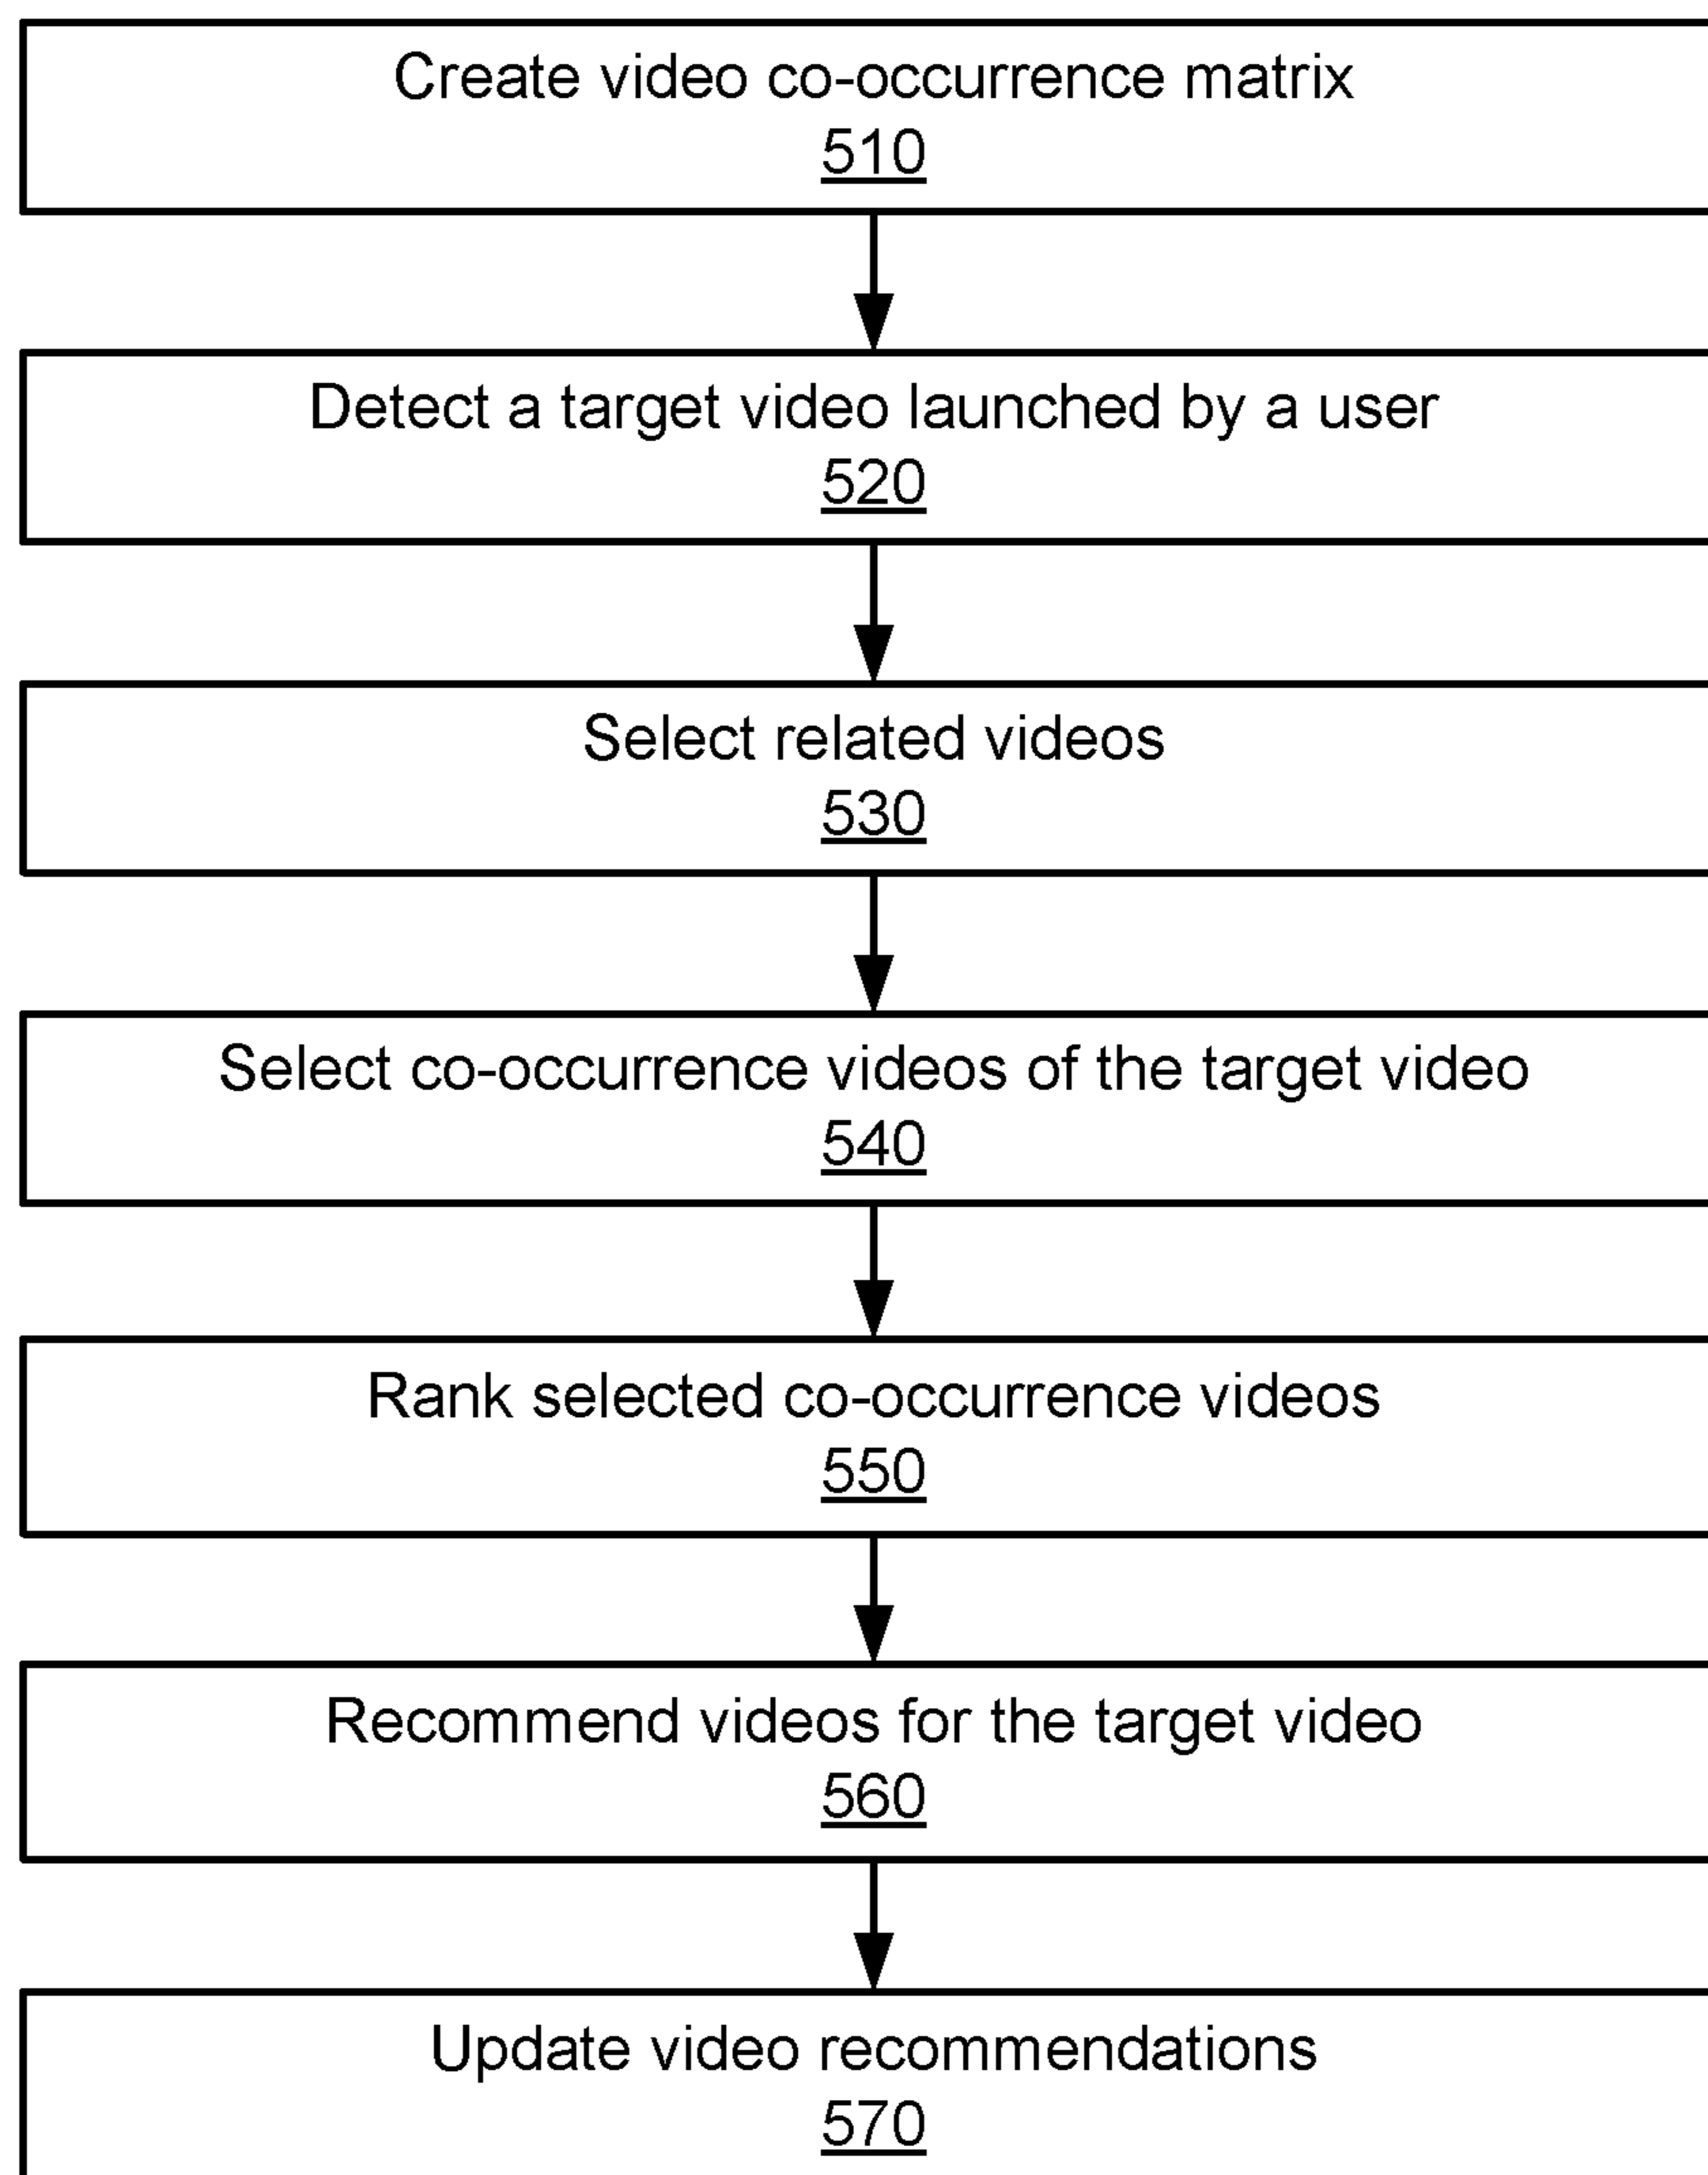 Create video co-occurrence matrix
510
Detect a target video launched by a user
520
Select related videos
530
Select co-occurrence videos of the target video
540
Rank selected co-occurrence videos
550
Recommend videos for the target video
560
Update video recommendations
570